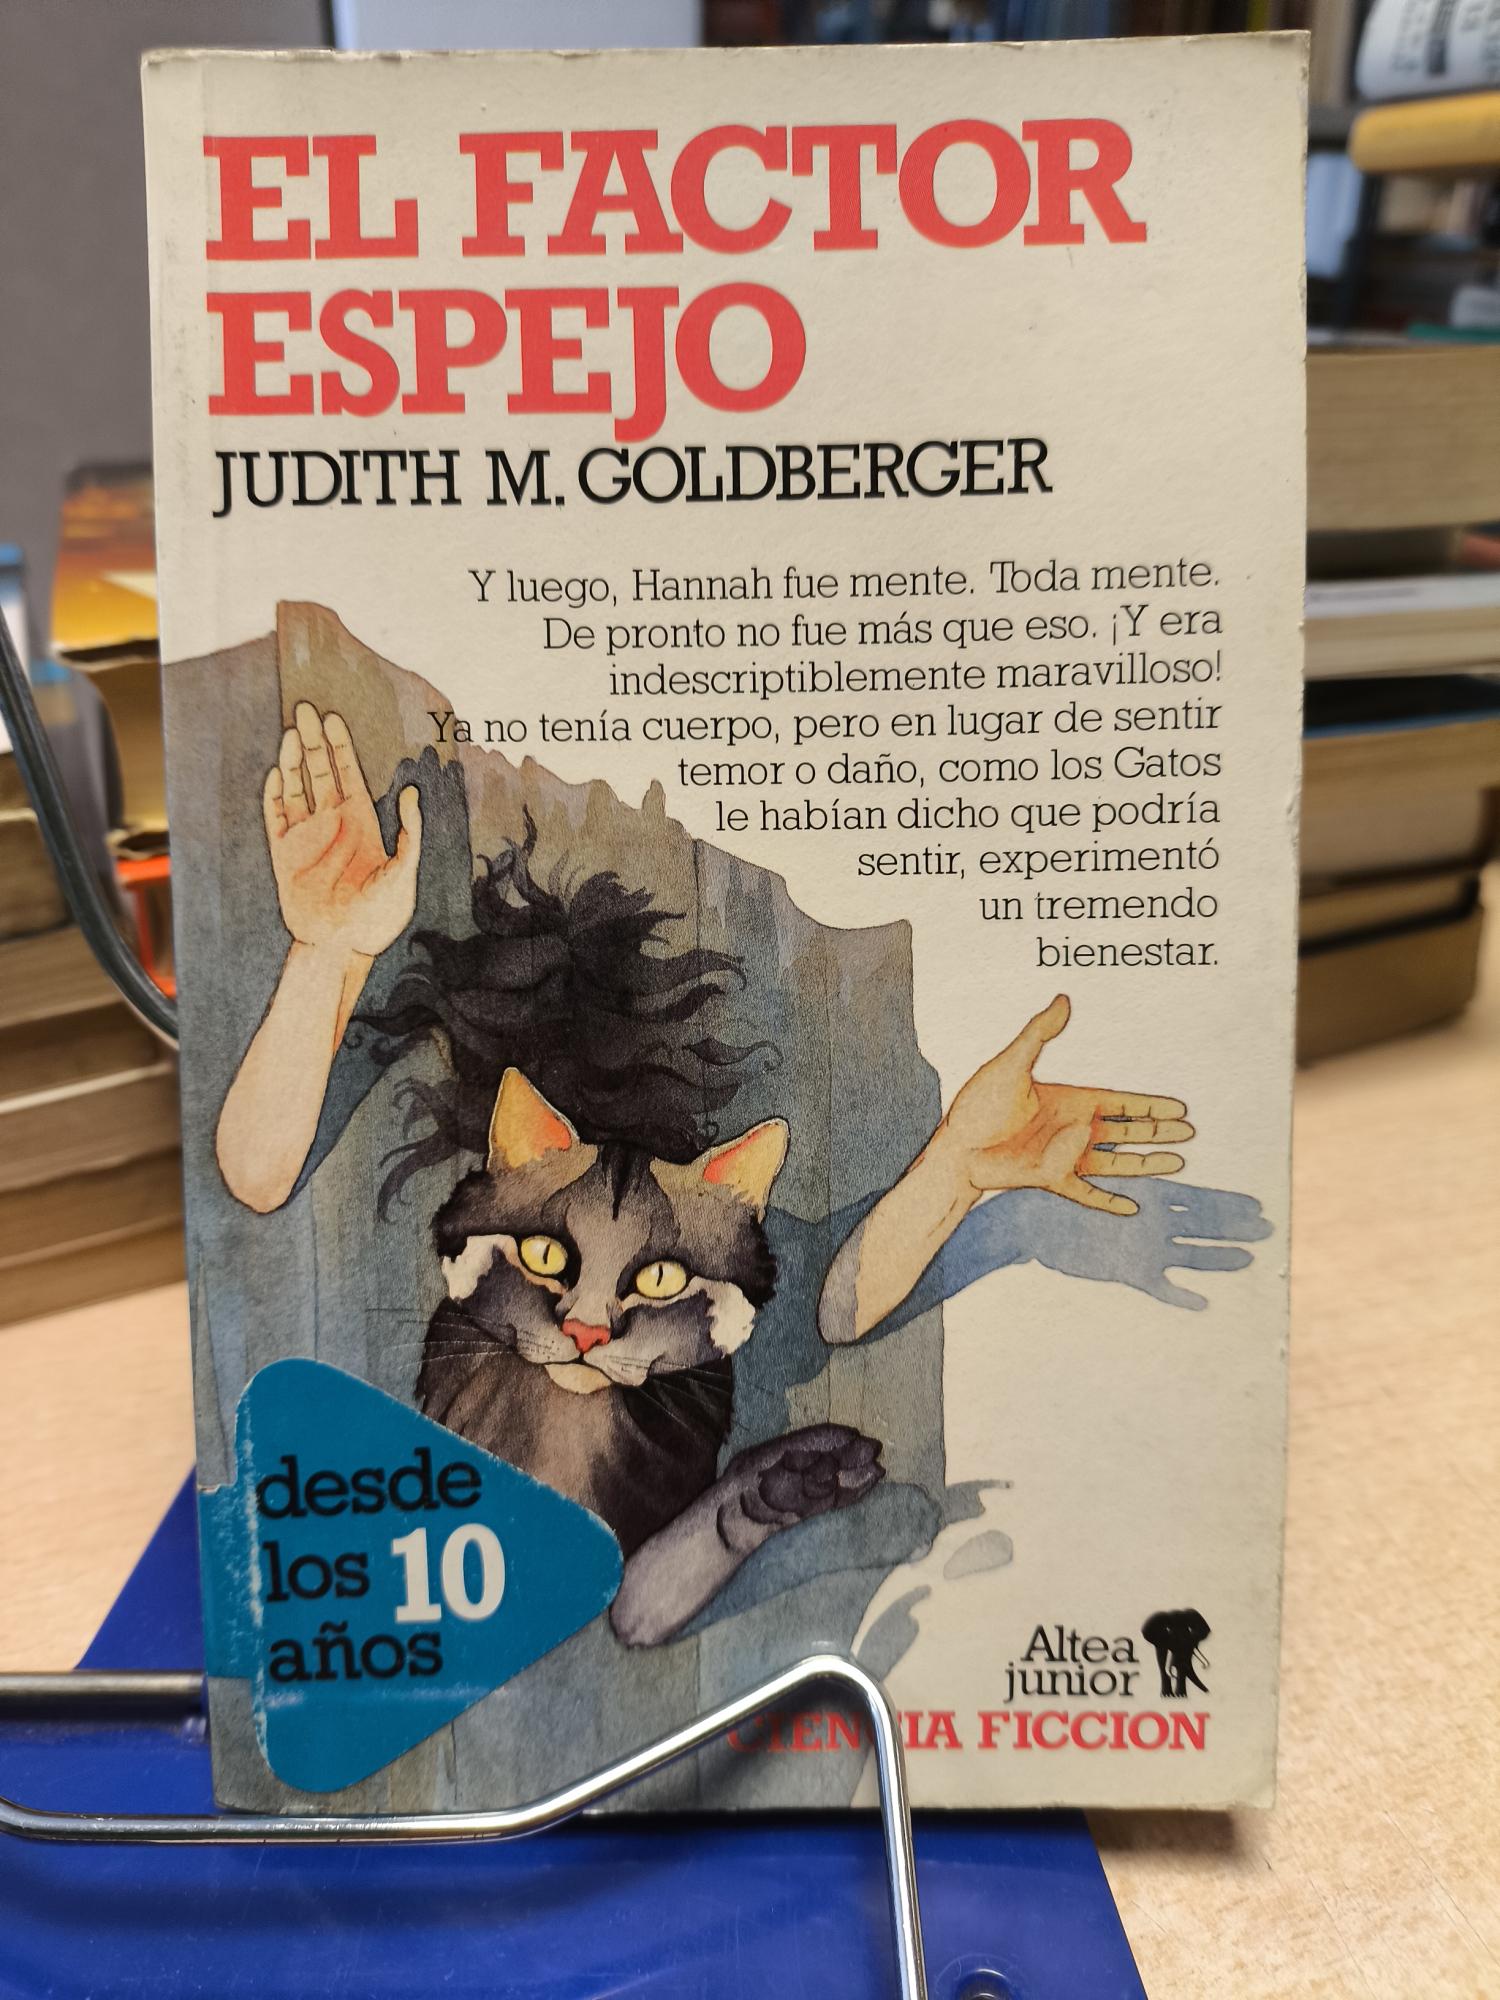 EL FACTOR
ESPEJO
JUDITH M. GOLDBERGER
Y luego, Hannah fue mente. Toda mente.
De pronto no fue más que eso. ¡Y era
indescriptiblemente maravilloso!
Ya no tenía cuerpo, pero en lugar de sentir
temor o daño, como los Gatos
le habían dicho que podría
sentir, experimentó
un tremendo
bienestar.
desde
los 10
años
Altea
junior
CIENCIA FICCION